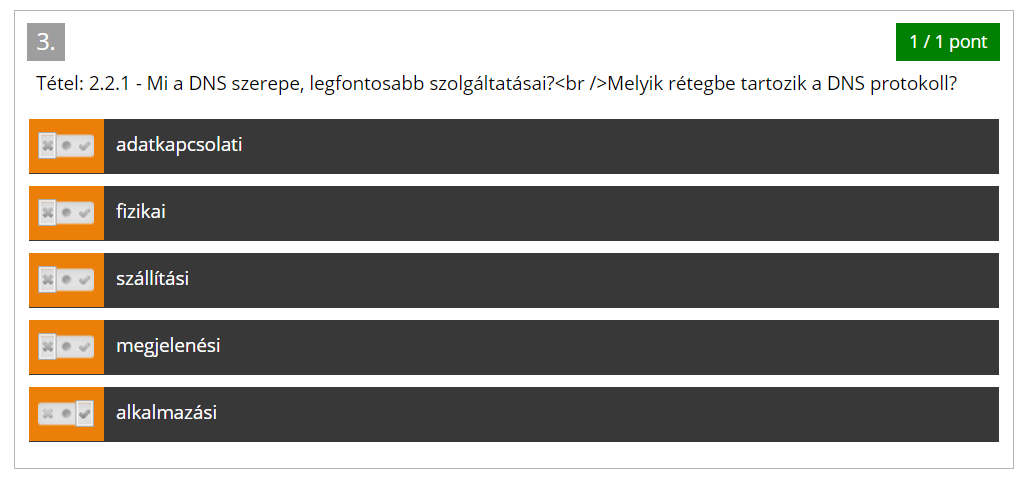 3.
1 / 1 pont
Tétel: 2.2.1 - Mi a DNS szerepe, legfontosabb szolgáltatásai?<br />Melyik rétegbe tartozik a DNS protokoll?
adatkapcsolati
fizikai
szállítási
megjelenési
alkalmazási